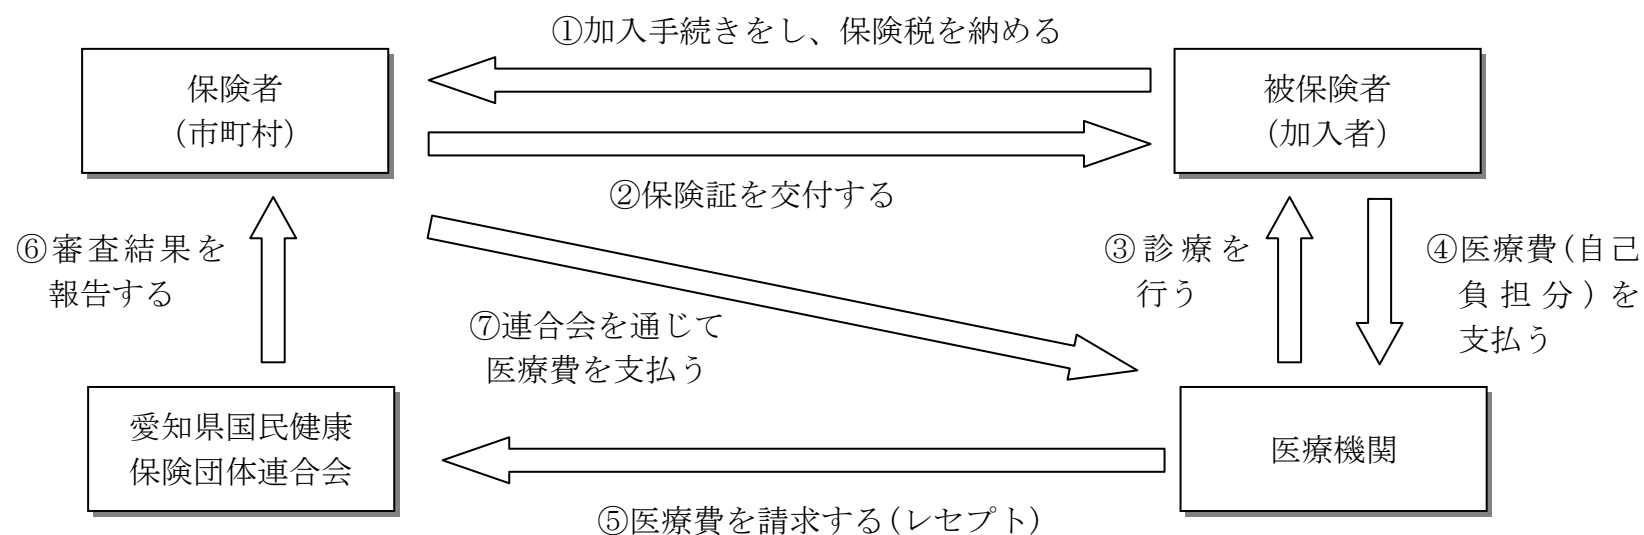 ①加入手続きをし、保険税を納める
保険者
(市町村)
被保険者
(加入者)
②保険証を交付する
⑥審査結果を
報告する
③診療を
行う
④医療費(自己
負担分)を
支払う
⑦連合会を通じて
医療費を支払う
愛知県国民健康
保険団体連合会
医療機関
⑤医療費を請求する(レセプト)